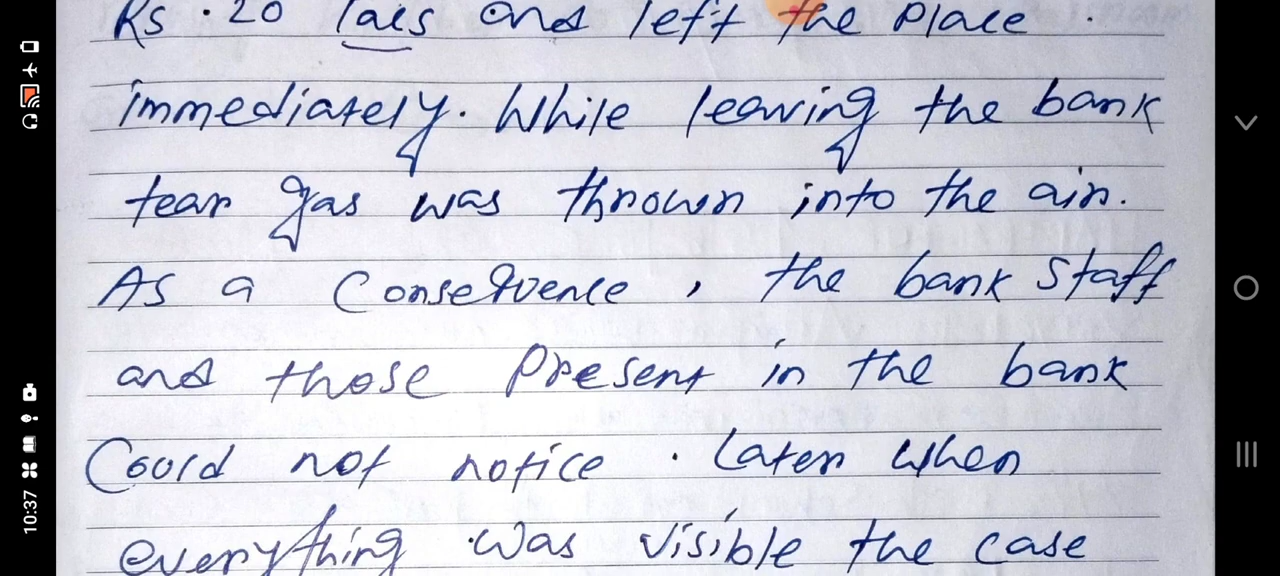 Rs. 20 lacs and left the place.
immediately. While leaving the bank
tear gas was thrown into the air.
As a Consequence, the bank staff
and those Present in the bank
Could not notice. Later when
everything was visible the case
10:37